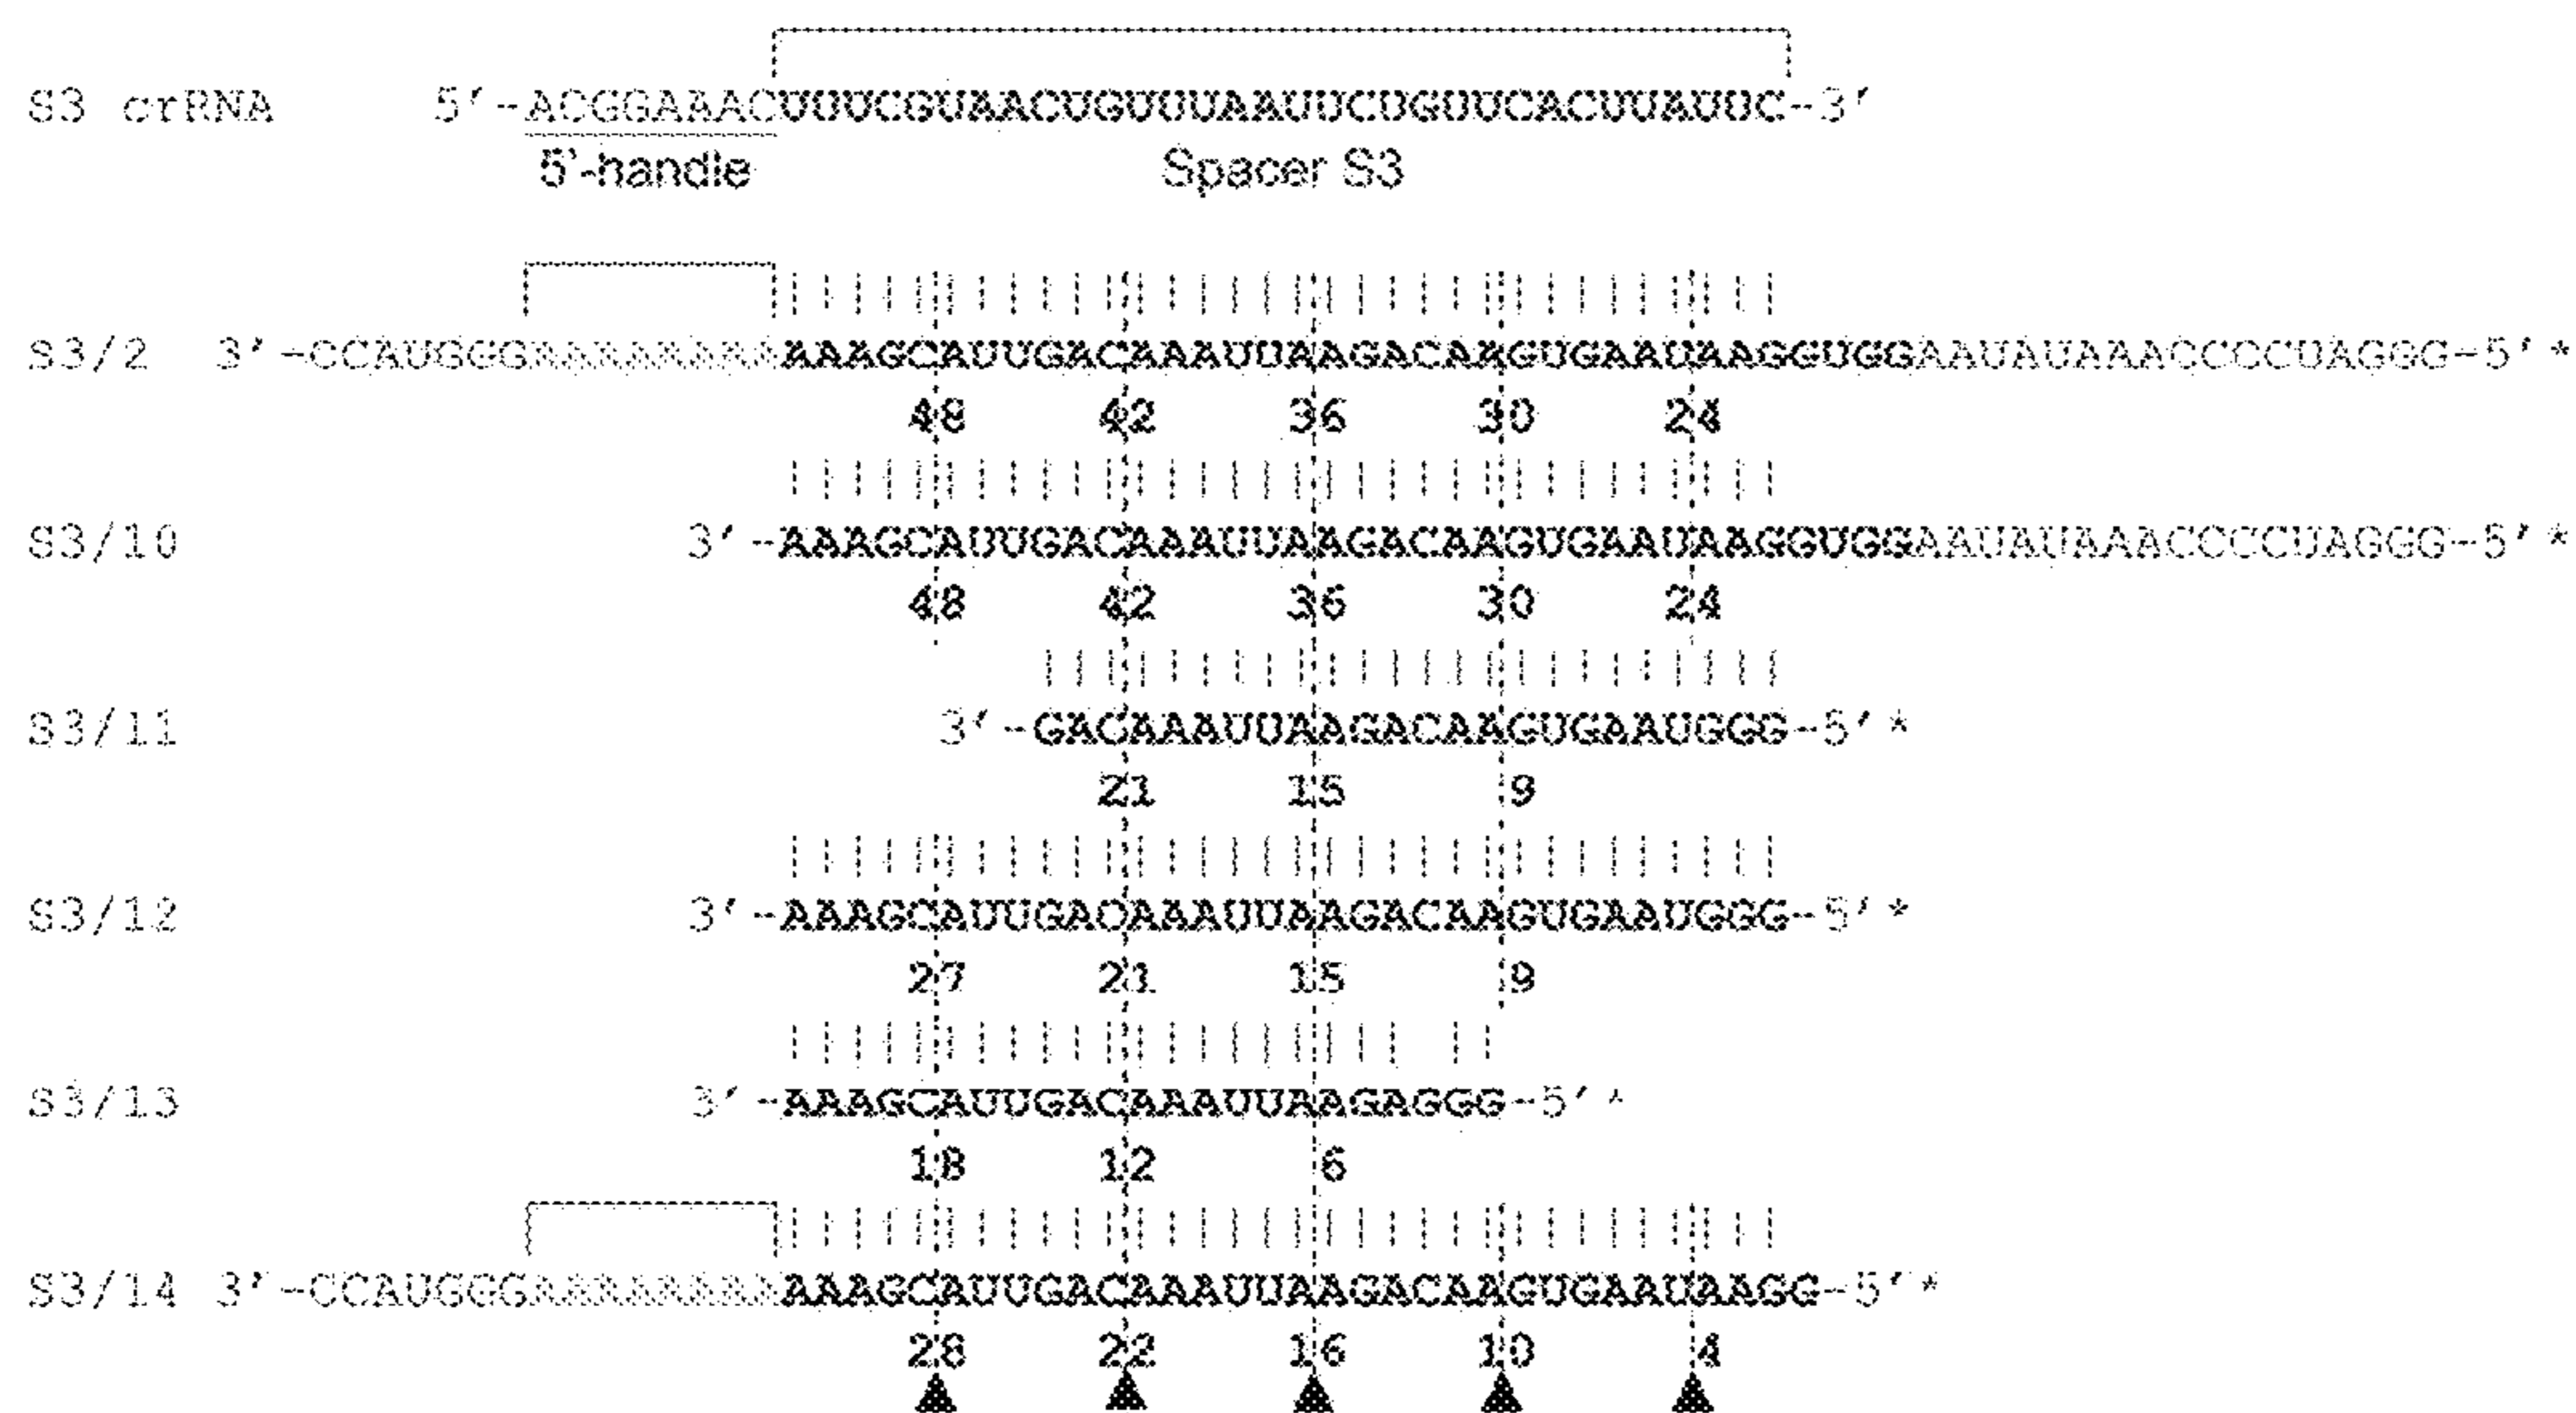 S3 crRNA 5'-ACGGAAACUUUCGUAACUGUUUAAUUCUGUUCACUUAUUC-3'
5'-handle Spacer S3
S3/2 3'-CCAUGGGAAAAAAAAAAAGCAUUGACAAAUUAAGACAAGUGAAUAAGGUGGAAUAUAAACCCCUAGGG-5'*
48 42 36 30 24
S3/10 3'-AAAGCAUUGACAAAUUAAGACAAGUGAAUAAGGUGGAAUAUAAACCCCUAGGG-5'*
48 42 36 30 24
S3/11 3'-GACAAAUUAAGACAAGUGAAUGGG-5'*
21 15 9
S3/12 3'-AAAGCAUUGACAAAUUAAGACAAGUGAAUGGG-5'*
27 21 15 9
S3/13 3'-AAAGCAUUGACAAAUUAAGAGGG-5'*
18 12 6
S3/14 3'-CCAUGGGAAAAAAAAAAAGCAUUGACAAAUUAAGACAAGUGAAUAAGG-5'*
28 22 16 10 4